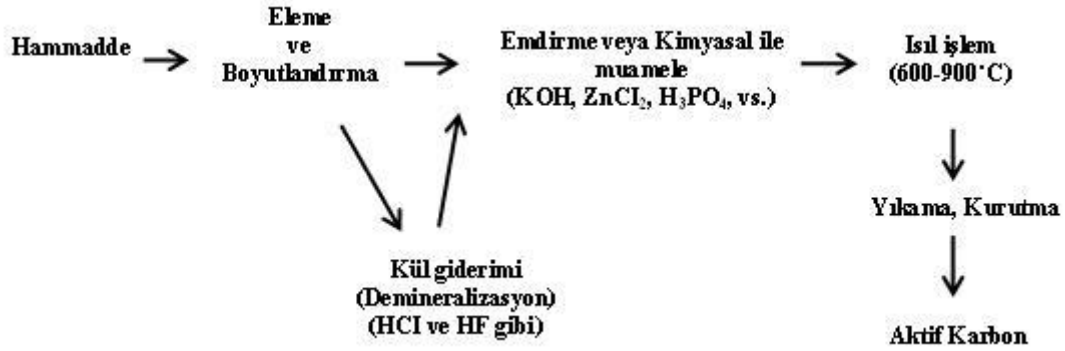 Hammadde
Eleme
ve
Boyutlandırma
Emdirme veya Kimyasal ile
muamele
(KOH, ZnCl₂, H₃PO₄, vs.)
Isıl işlem
(600-900°C)
Kül giderimi
(Demineralizasyon)
(HCI ve HF gibi)
Yıkama, Kurutma
Aktif Karbon